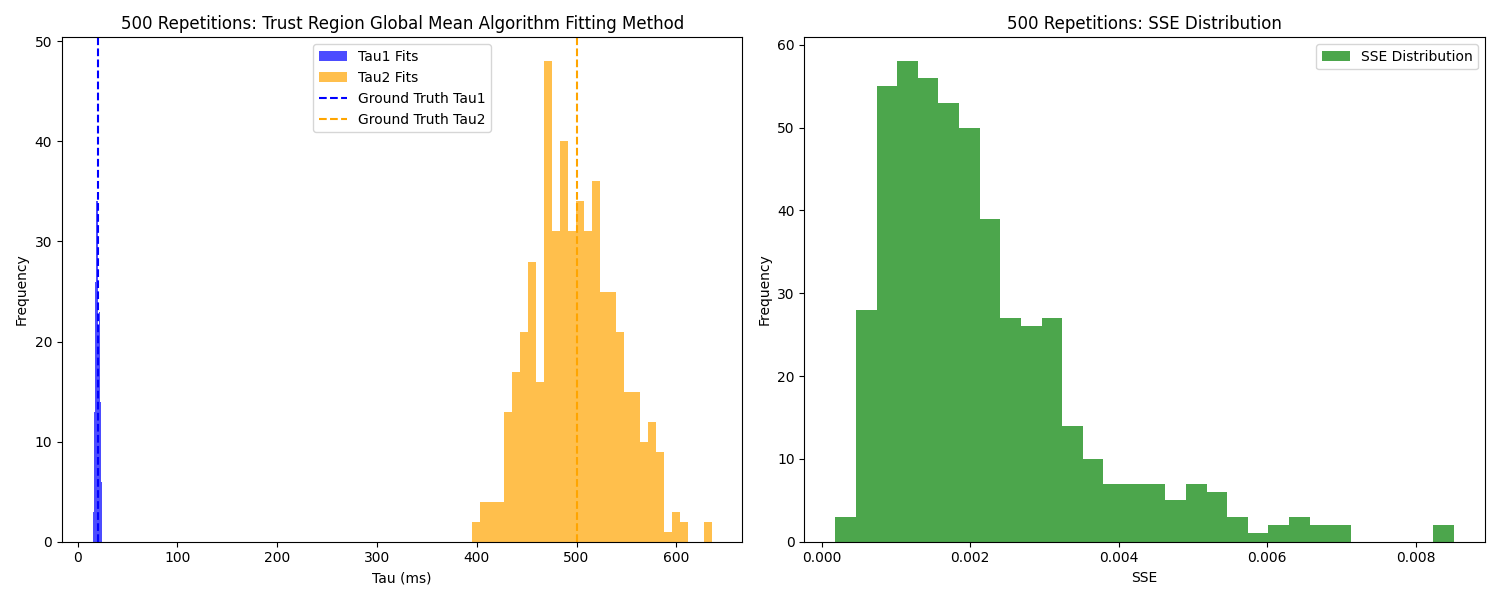 500 Repetitions: Trust Region Global Mean Algorithm Fitting Method
50
40
30
20
10
0
Frequency
Tau1 Fits
Tau2 Fits
Ground Truth Tau1
Ground Truth Tau2
0 100 200 300 400 500 600
Tau (ms)
500 Repetitions: SSE Distribution
60
50
40
30
20
10
0
Frequency
SSE Distribution
0.000 0.002 0.004 0.006 0.008
SSE